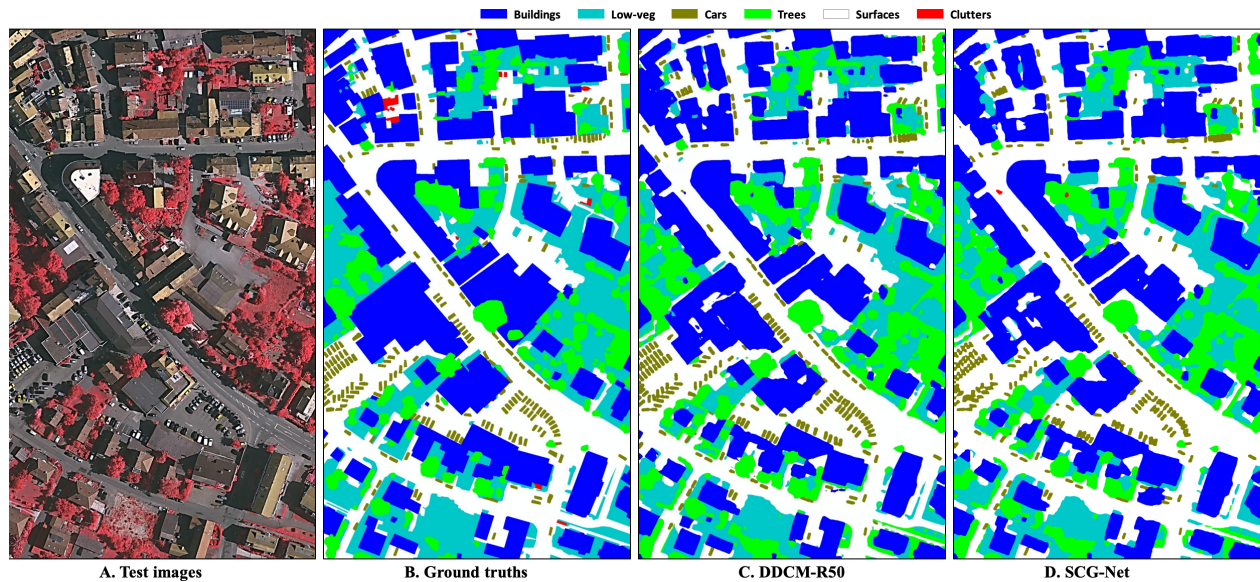 Buildings Low-veg Cars Trees Surfaces Clutters
A. Test images B. Ground truths C. DDCM-R50 D. SCG-Net